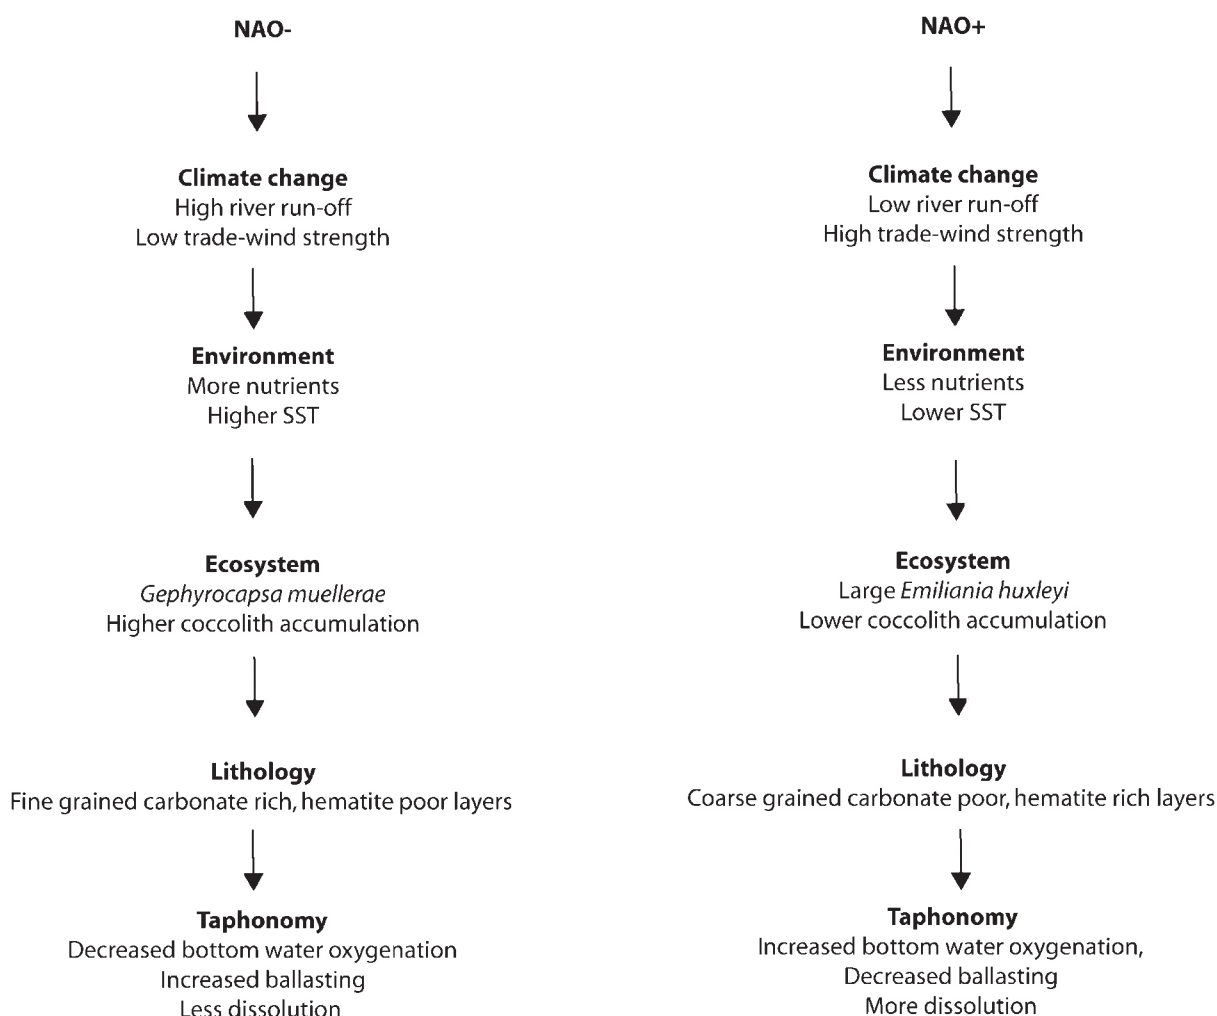 NAO-
Climate change
High river run-off
Low trade-wind strength
Environment
More nutrients
Higher SST
Ecosystem
Gephyrocapsa muellerae
Higher coccolith accumulation
Lithology
Fine grained carbonate rich, hematite poor layers
Taphonomy
Decreased bottom water oxygenation
Increased ballasting
Less dissolution
NAO+
Climate change
Low river run-off
High trade-wind strength
Environment
Less nutrients
Lower SST
Ecosystem
Large Emiliania huxleyi
Lower coccolith accumulation
Lithology
Coarse grained carbonate poor, hematite rich layers
Taphonomy
Increased bottom water oxygenation,
Decreased ballasting
More dissolution